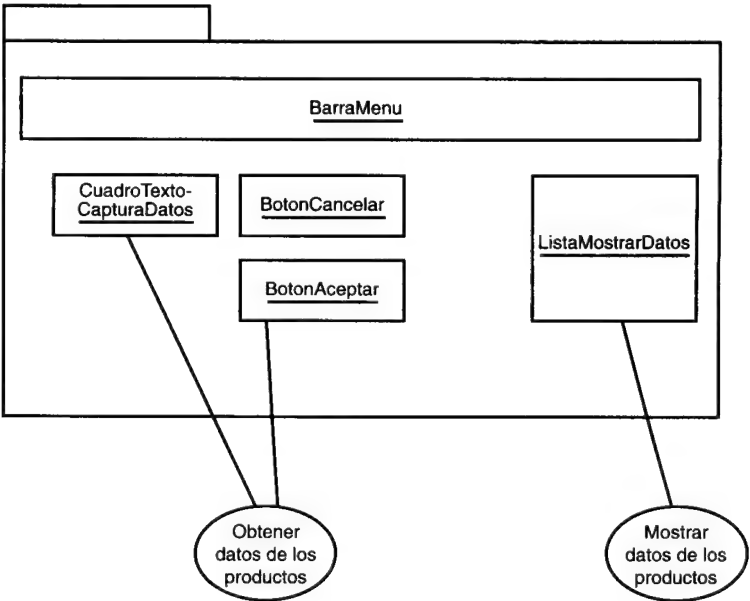 BarraMenu
CuadroTexto-
CapturaDatos
BotonCancelar
BotonAceptar
ListaMostrarDatos
Obtener
datos de los
productos
Mostrar
datos de los
productos